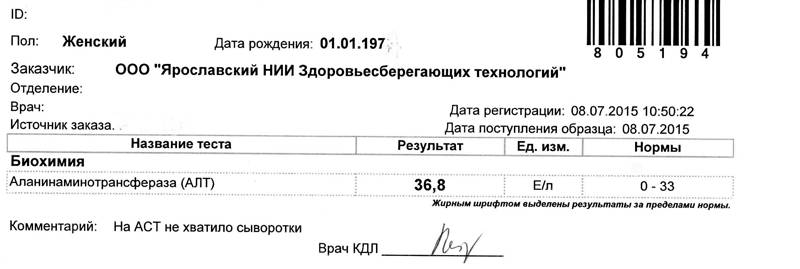 ID:
805194
Пол: Женский Дата рождения: 01.01.197
Заказчик: ООО "Ярославский НИИ Здоровьесберегающих технологий"
Отделение:
Врач: Дата регистрации: 08.07.2015 10:50:22
Источник заказа. Дата поступления образца: 08.07.2015
Название теста Результат Ед. изм. Нормы
Биохимия
Аланинаминотрансфераза (АЛТ) 36,8 Е/л 0 - 33
Жирным шрифтом выделены результаты за пределами нормы.
Комментарий: На АСТ не хватило сыворотки
Врач КДЛ